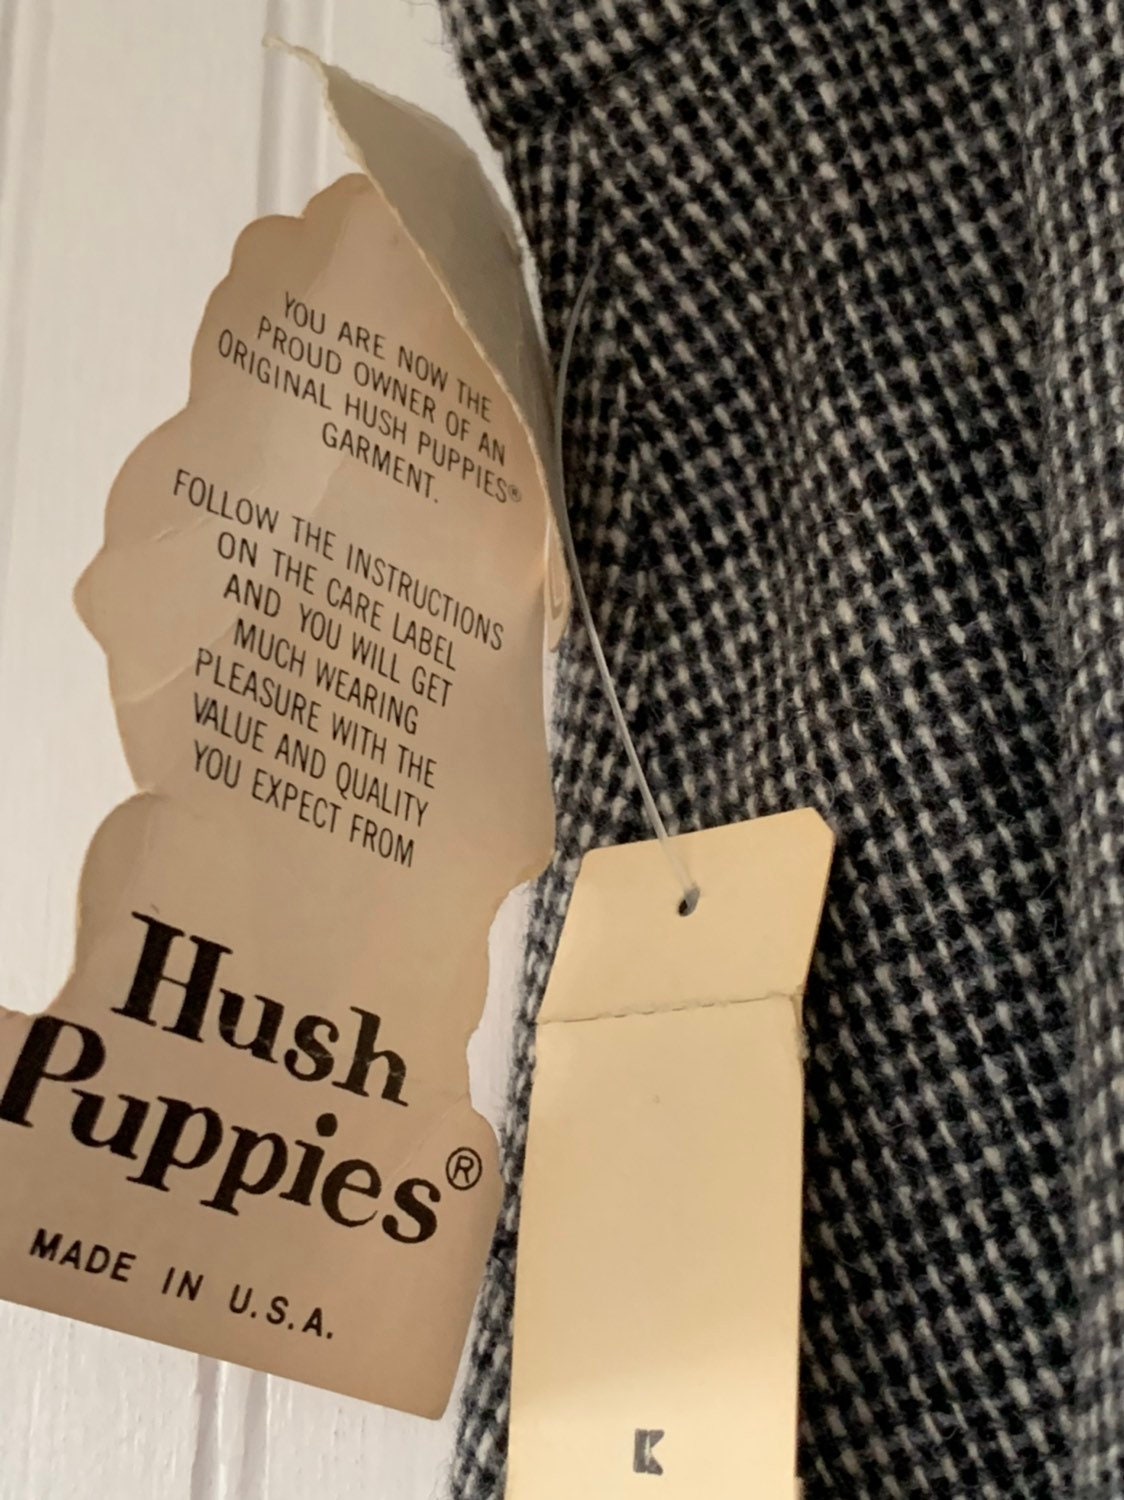 YOU ARE NOW THE
PROUD OWNER OF AN
ORIGINAL HUSH PUPPIES®
GARMENT.
FOLLOW THE INSTRUCTIONS
ON THE CARE LABEL
AND YOU WILL GET
MUCH WEARING
PLEASURE WITH THE
VALUE AND QUALITY
YOU EXPECT FROM
Hush
Puppies®
MADE IN U.S.A.
K